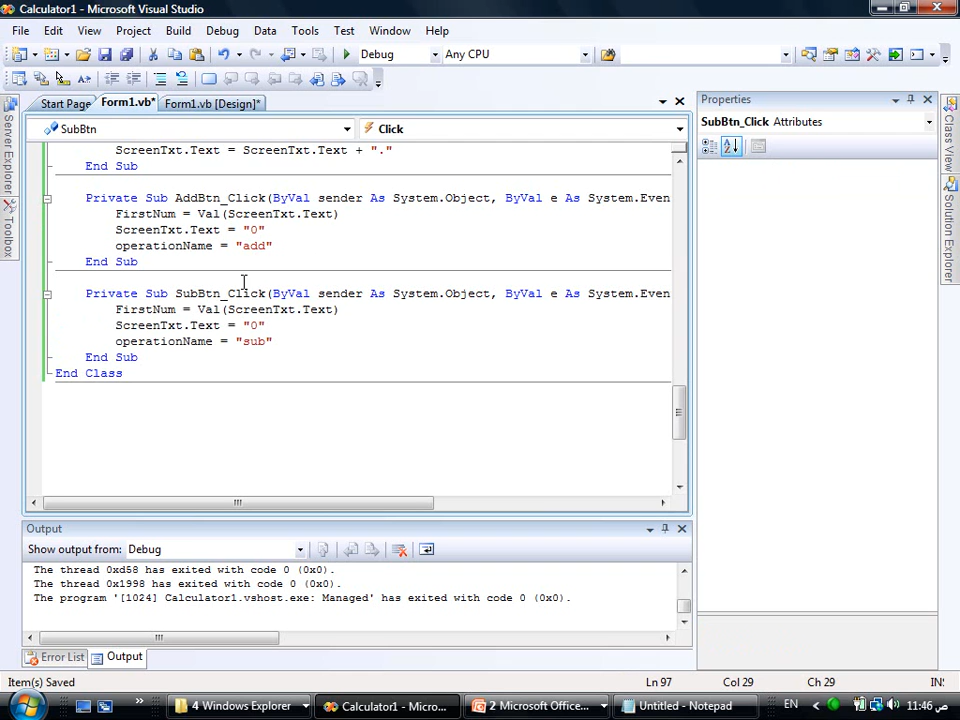 Calculator1 - Microsoft Visual Studio
File Edit View Project Build Debug Data Tools Test Window Help
Debug Any CPU
Start Page Form1.vb* Form1.vb [Design]*
Properties
SubBtn_Click Attributes
SubBtn Click
ScreenTxt.Text = ScreenTxt.Text + "."
End Sub
Private Sub AddBtn_Click(ByVal sender As System.Object, ByVal e As System.Even
FirstNum = Val(ScreenTxt.Text)
ScreenTxt.Text = "0"
operationName = "add"
End Sub
Private Sub SubBtn_Click(ByVal sender As System.Object, ByVal e As System.Even
FirstNum = Val(ScreenTxt.Text)
ScreenTxt.Text = "0"
operationName = "sub"
End Sub
End Class
Server Explorer
Toolbox
Class View
Solution Explorer
Output
Show output from: Debug
The thread 0xd58 has exited with code 0 (0x0).
The thread 0x1998 has exited with code 0 (0x0).
The program '[1024] Calculator1.vshost.exe: Managed' has exited with code 0 (0x0).
Error List Output
Item(s) Saved Ln 97 Col 29 Ch 29 INS
4 Windows Explorer Calculator1 - Micro... 2 Microsoft Office... Untitled - Notepad EN 11:46 ص